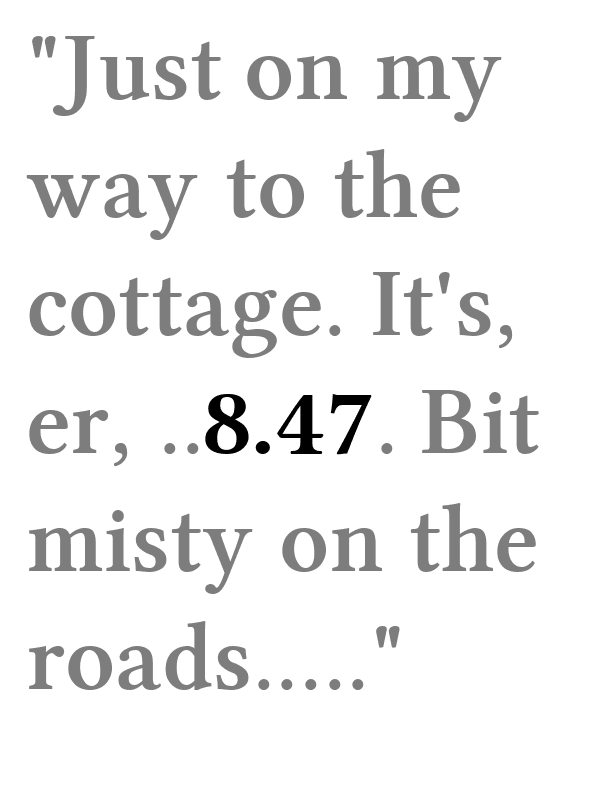 "Just on my
way to the
cottage. It's,
er, ..8.47. Bit
misty on the
roads....."